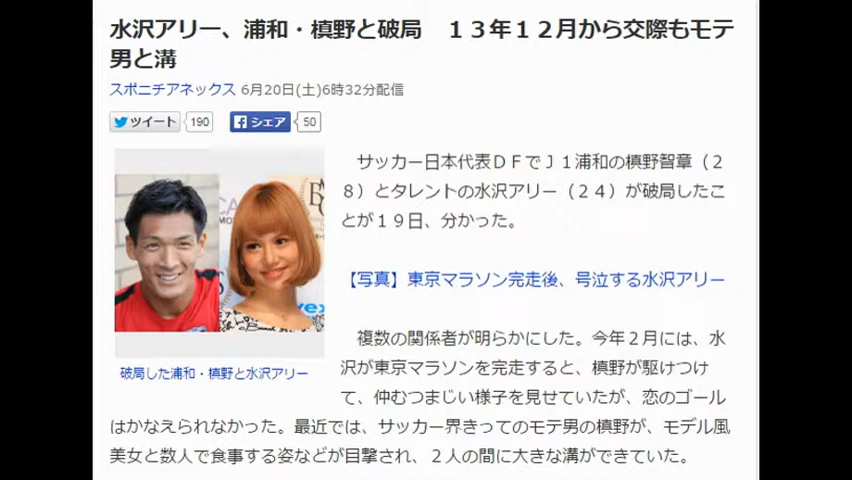 水沢アリー、浦和・槙野と破局　１３年１２月から交際もモテ
男と溝
スポニチアネックス 6月20日(土)6時32分配信
ツイート 190 シェア 50
サッカー日本代表ＤＦでＪ１浦和の槙野智章（２
８）とタレントの水沢アリー（２４）が破局したこ
とが１９日、分かった。
【写真】東京マラソン完走後、号泣する水沢アリー
複数の関係者が明らかにした。今年２月には、水
沢が東京マラソンを完走すると、槙野が駆けつけ
て、仲むつまじい様子を見せていたが、恋のゴール
はかなえられなかった。最近では、サッカー界きってのモテ男の槙野が、モデル風
美女と数人で食事する姿などが目撃され、２人の間に大きな溝ができていた。
破局した浦和・槙野と水沢アリー